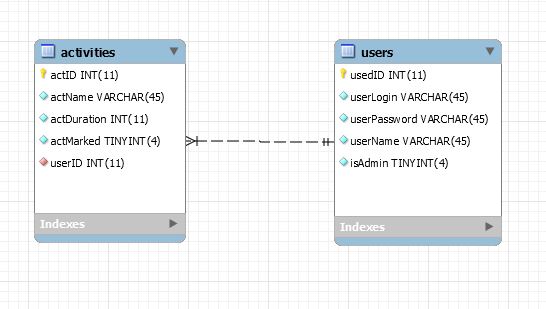 activities
actID INT(11)
actName VARCHAR(45)
actDuration INT(11)
actMarked TINYINT(4)
userID INT(11)
Indexes
users
usedID INT(11)
userLogin VARCHAR(45)
userPassword VARCHAR(45)
userName VARCHAR(45)
isAdmin TINYINT(4)
Indexes